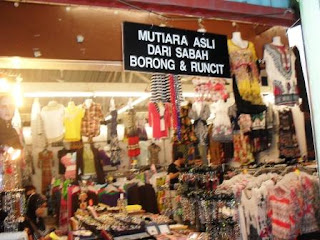 MUTIARA ASLI
DARI SABAH
BORONG & RUNCIT